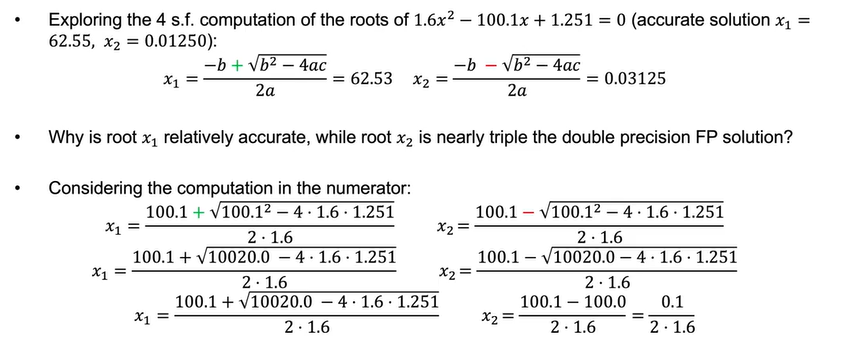 • Exploring the 4 s.f. computation of the roots of 1.6x² − 100.1x + 1.251 = 0 (accurate solution x₁ =
62.55, x₂ = 0.01250):
x₁ = (−b + √(b² − 4ac)) / 2a = 62.53 x₂ = (−b − √(b² − 4ac)) / 2a = 0.03125
• Why is root x₁ relatively accurate, while root x₂ is nearly triple the double precision FP solution?
• Considering the computation in the numerator:
x₁ = (100.1 + √(100.1² − 4 · 1.6 · 1.251)) / (2 · 1.6) x₂ = (100.1 − √(100.1² − 4 · 1.6 · 1.251)) / (2 · 1.6)
x₁ = (100.1 + √(10020.0 − 4 · 1.6 · 1.251)) / (2 · 1.6) x₂ = (100.1 − √(10020.0 − 4 · 1.6 · 1.251)) / (2 · 1.6)
x₁ = (100.1 + √(10020.0 − 4 · 1.6 · 1.251)) / (2 · 1.6) x₂ = (100.1 − 100.0) / (2 · 1.6) = 0.1 / (2 · 1.6)